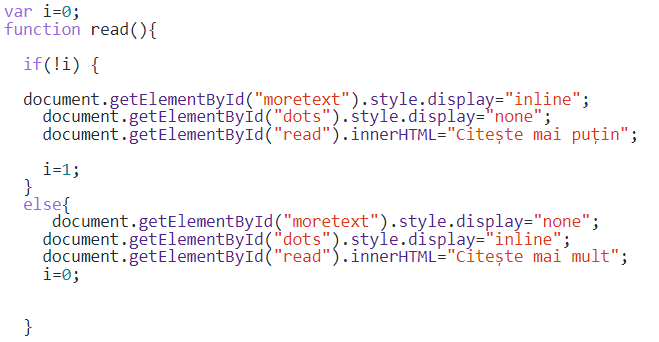 var i=0;
function read(){
if(!i) {
document.getElementById("moretext").style.display="inline";
document.getElementById("dots").style.display="none";
document.getElementById("read").innerHTML="Citește mai puțin";
i=1;
}
else{
document.getElementById("moretext").style.display="none";
document.getElementById("dots").style.display="inline";
document.getElementById("read").innerHTML="Citește mai mult";
i=0;
}